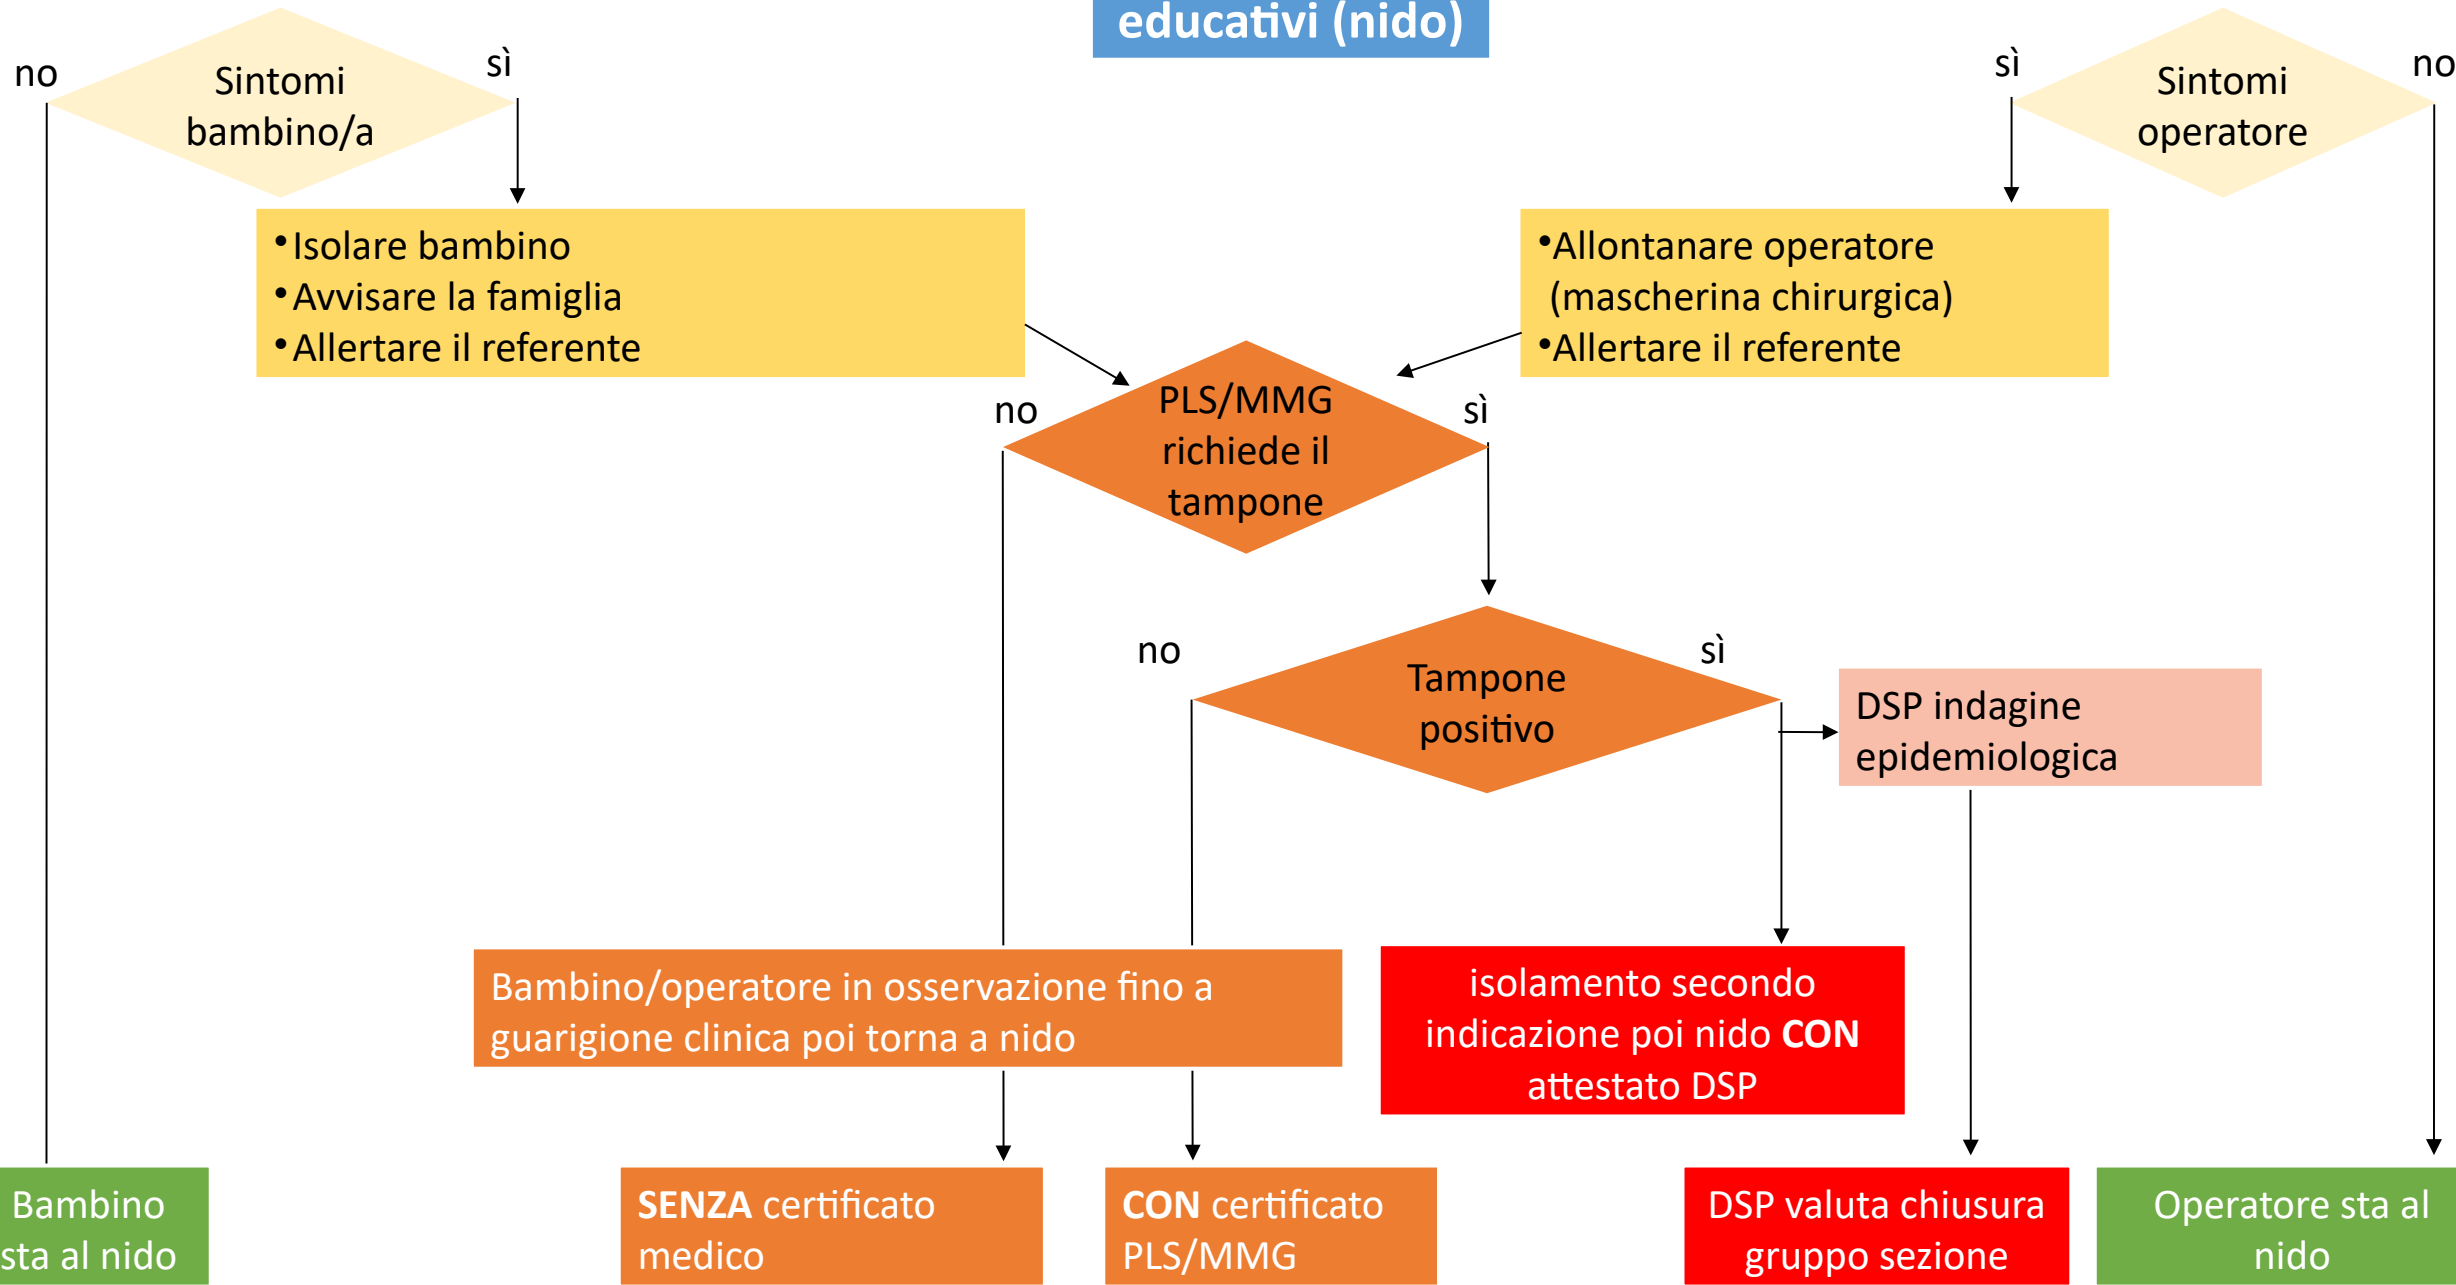 educativi (nido)
no
Sintomi
bambino/a
sì
sì
Sintomi
operatore
no
•Isolare bambino
•Avvisare la famiglia
•Allertare il referente
•Allontanare operatore
(mascherina chirurgica)
•Allertare il referente
no
PLS/MMG
richiede il
tampone
sì
no
Tampone
positivo
sì
DSP indagine
epidemiologica
Bambino/operatore in osservazione fino a
guarigione clinica poi torna a nido
isolamento secondo
indicazione poi nido CON
attestato DSP
Bambino
sta al nido
SENZA certificato
medico
CON certificato
PLS/MMG
DSP valuta chiusura
gruppo sezione
Operatore sta al
nido